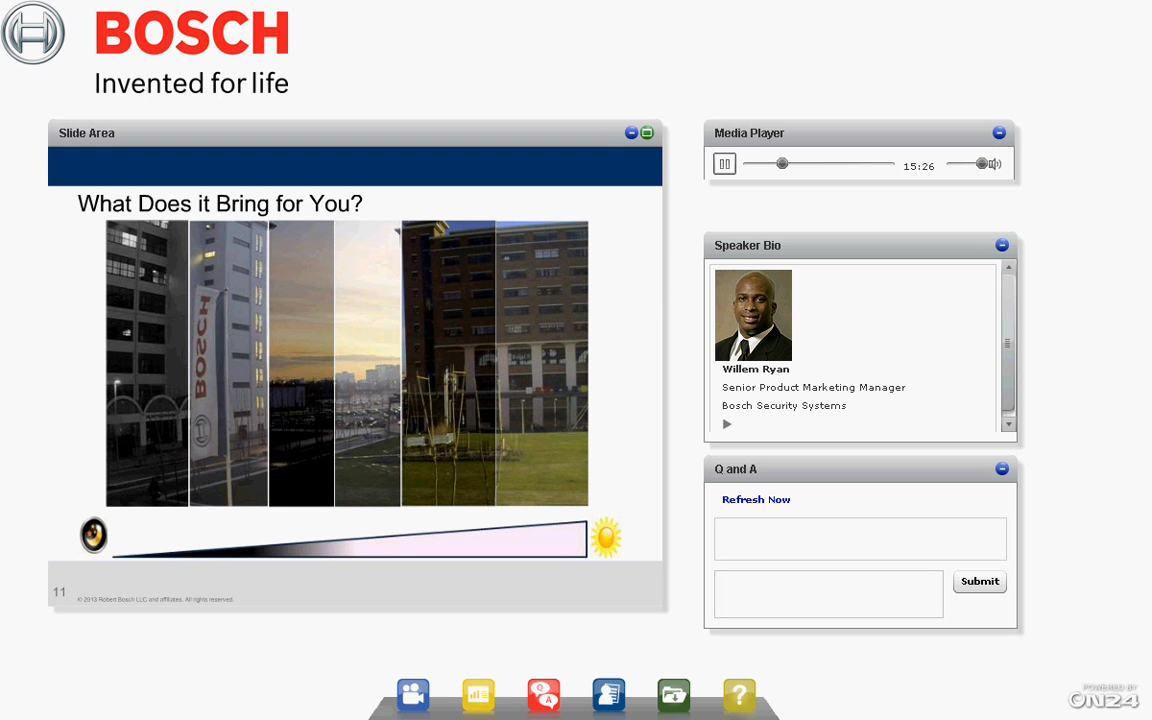 BOSCH
Invented for life
Slide Area
What Does it Bring for You?
BOSCH
11
© 2013 Robert Bosch LLC and affiliates. All rights reserved.
Media Player
15:26
Speaker Bio
Willem Ryan
Senior Product Marketing Manager
Bosch Security Systems
Q and A
Refresh Now
Submit
Q
A
?
POWERED BY
ON24